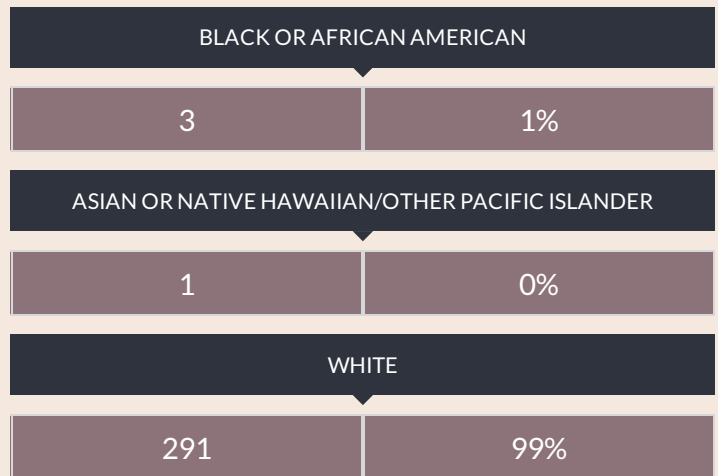 BLACK OR AFRICAN AMERICAN
3 1%
ASIAN OR NATIVE HAWAIIAN/OTHER PACIFIC ISLANDER
1 0%
WHITE
291 99%